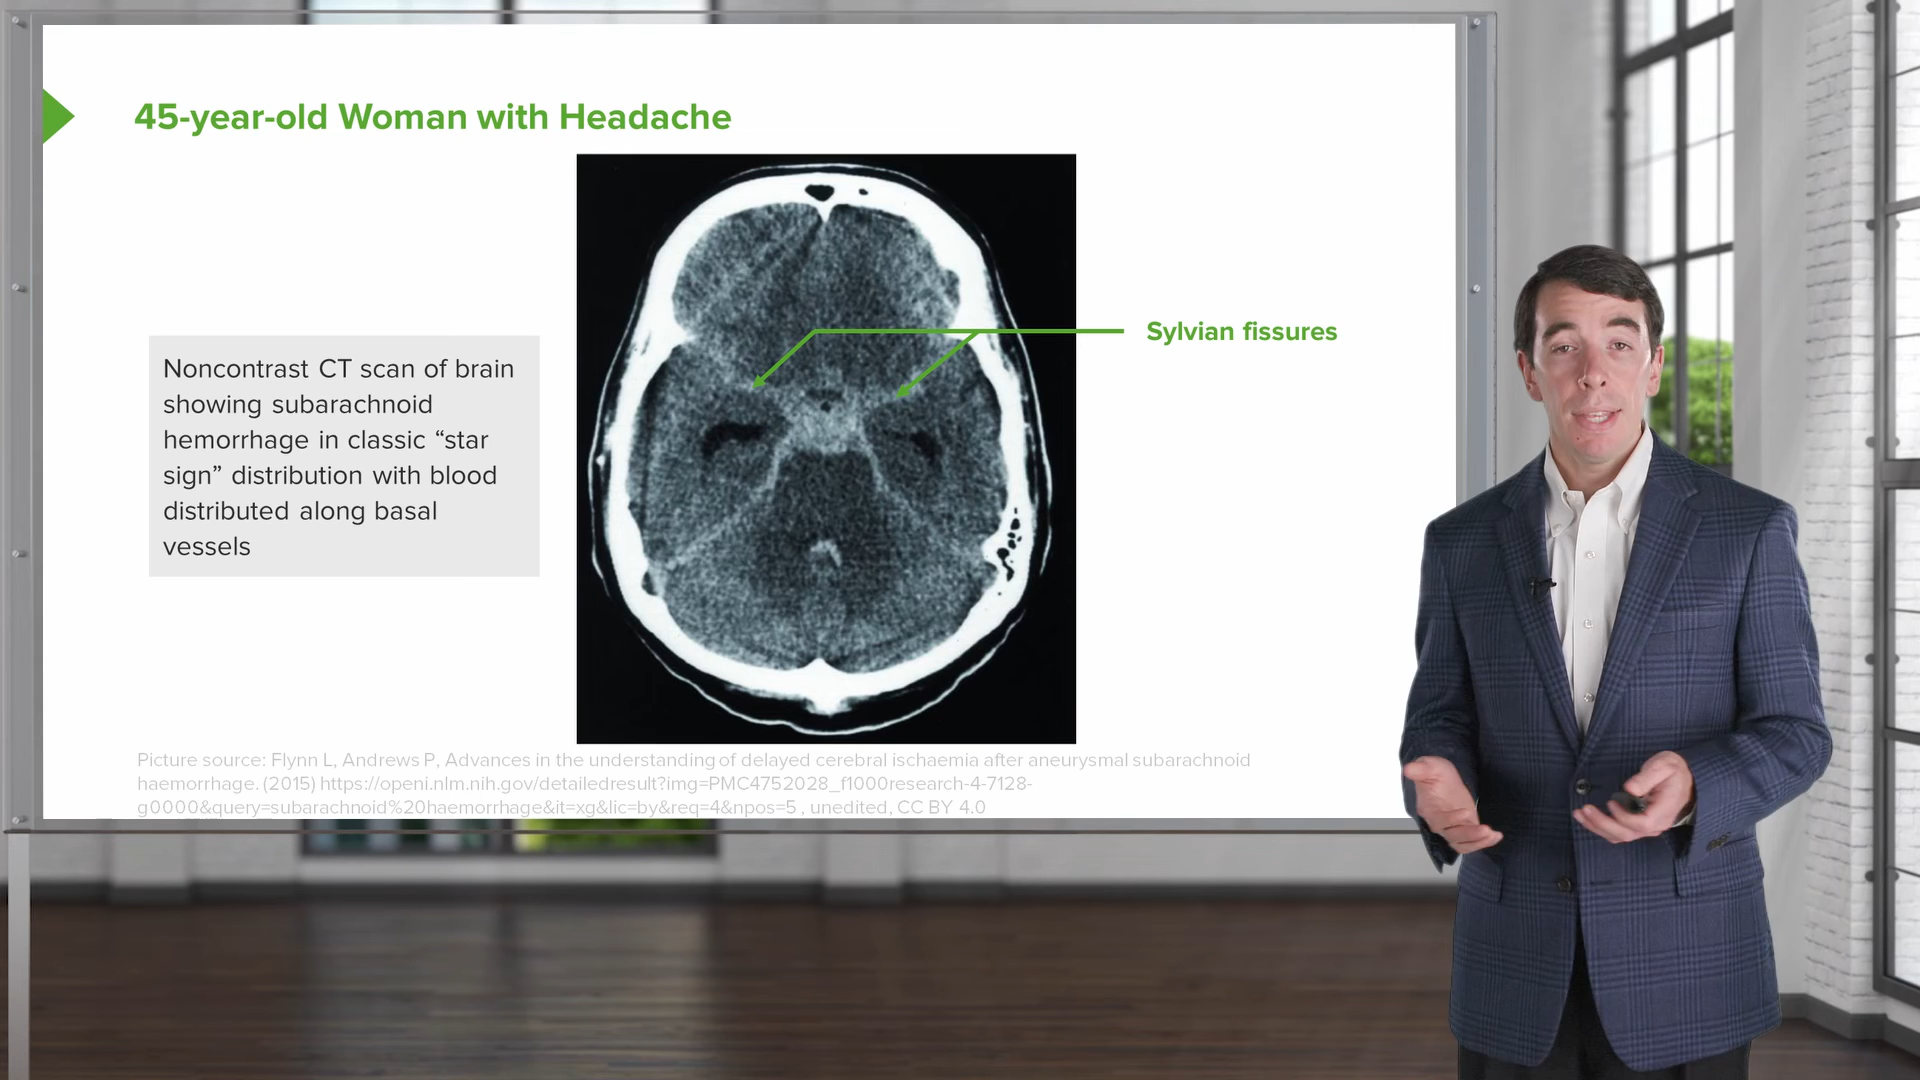 45-year-old Woman with Headache
Sylvian fissures
Noncontrast CT scan of brain
showing subarachnoid
hemorrhage in classic “star
sign” distribution with blood
distributed along basal
vessels
Picture source: Flynn L, Andrews P, Advances in the understanding of delayed cerebral ischaemia after aneurysmal subarachnoid
haemorrhage. (2015) https://openi.nlm.nih.gov/detailedresult?img=PMC4752028_f1000research-4-7128-
g0000&query=subarachnoid%20haemorrhage&it=xg&lic=by&req=4&npos=5 , unedited, CC BY 4.0